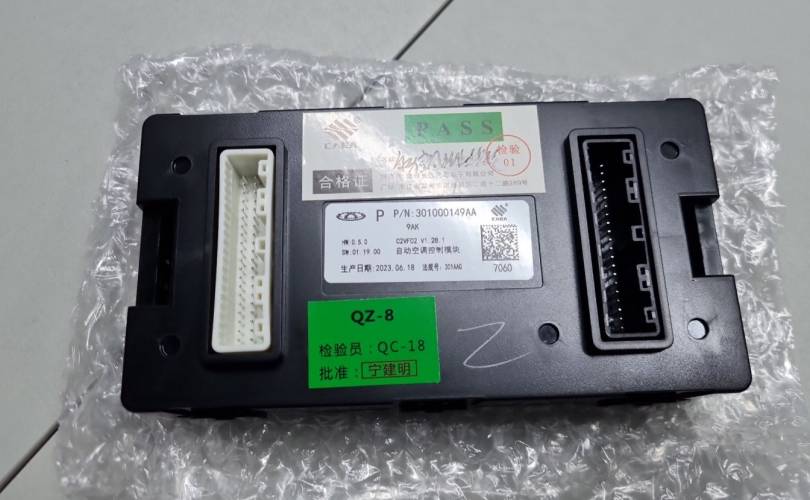 PASS
检验
01
合格证
P P/N:301000149AA
9AK
HW:0.5.0 02VF02 V1.28.1
SW:01.19.00 自动空调控制模块
生产日期:2023.06.18
7060
QZ-8
检验员：QC-18
批准：宁建明
Z